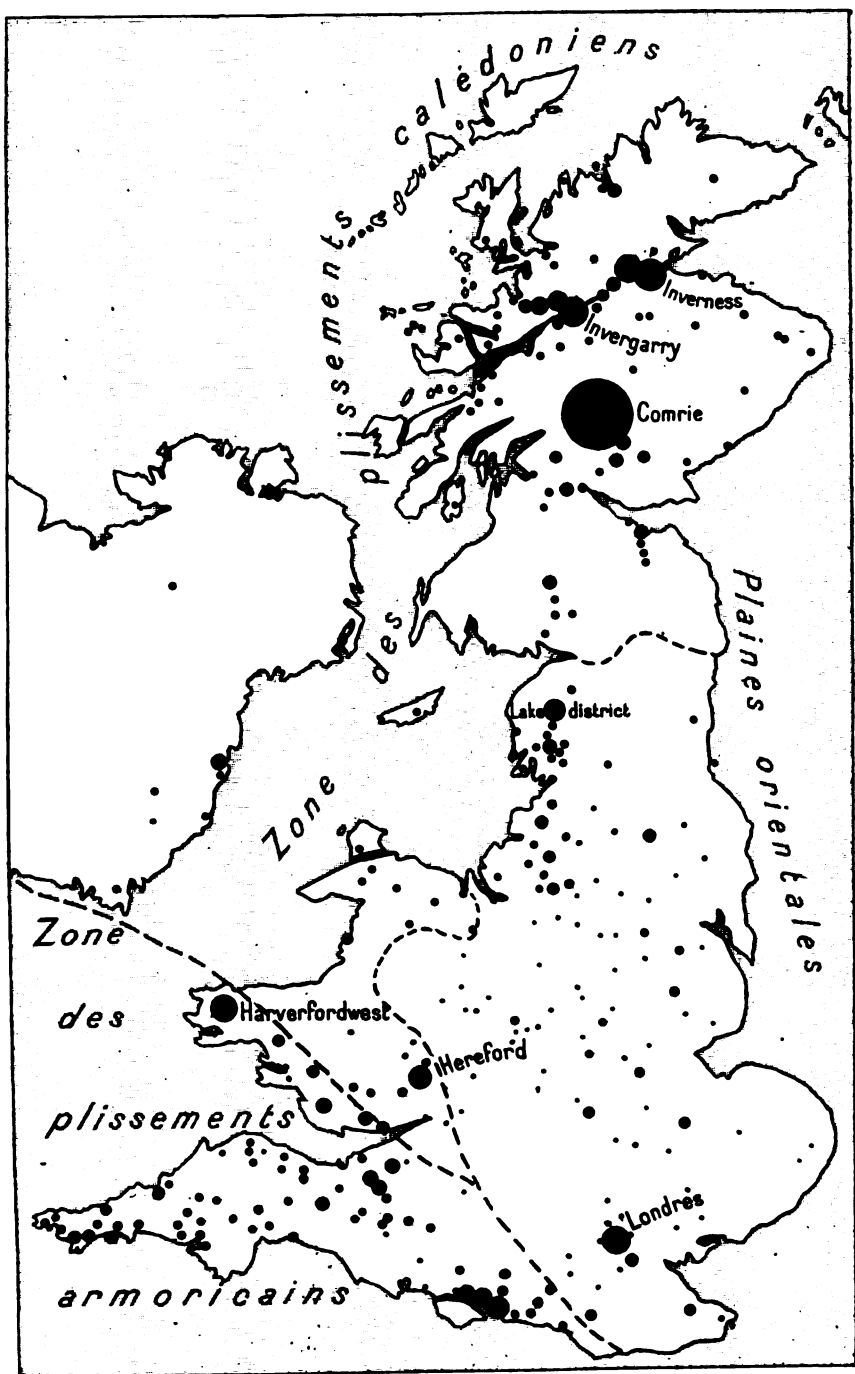 Zone des plissements calédoniens
Inverness
Invergarry
Comrie
Plaines orientales
Lake district
Zone
des
plissements
armoricains
Harverfordwest
Hereford
Londres